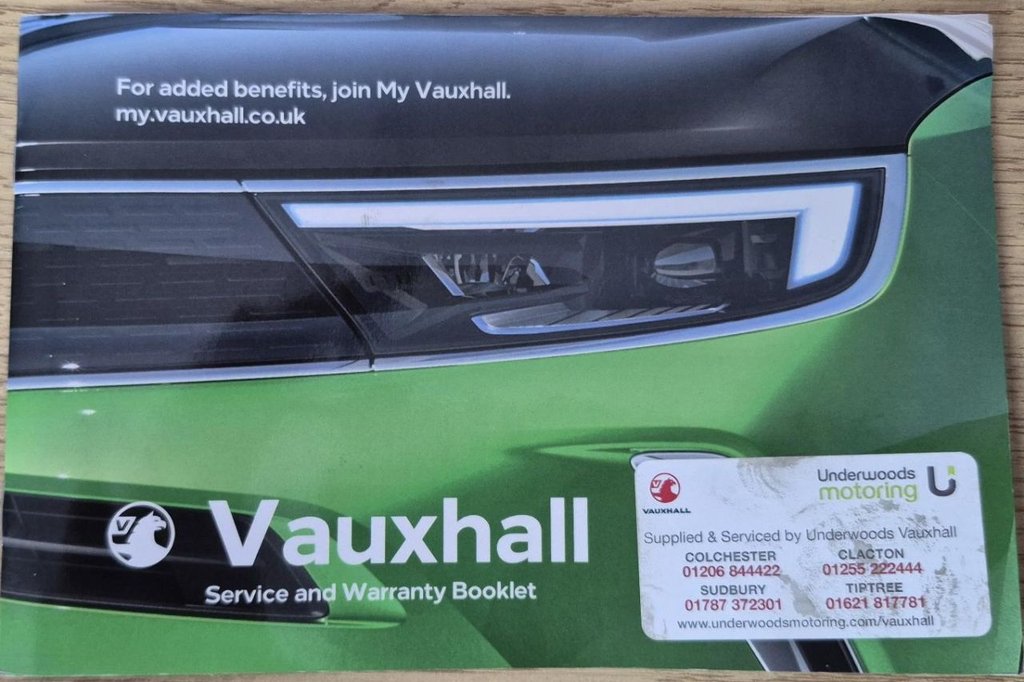 For added benefits, join My Vauxhall.
my.vauxhall.co.uk
Vauxhall
Service and Warranty Booklet
VAUXHALL
Underwoods
motoring
Supplied & Serviced by Underwoods Vauxhall
COLCHESTER CLACTON
01206 844422 01255 222444
SUDBURY TIPTREE
01787 372301 01621 817781
www.underwoodsmotoring.com/vauxhall